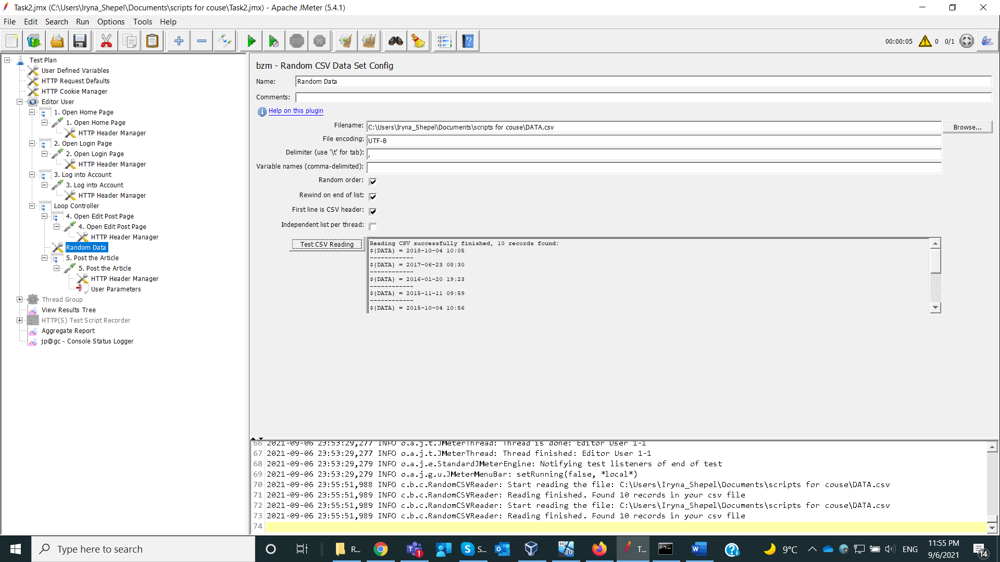 Task2.jmx (C:\Users\Iryna_Shepel\Documents\scripts for couse\Task2.jmx) - Apache JMeter (5.4.1)
File Edit Search Run Options Tools Help
STOP
00:00:05 0 0/1
Test Plan
User Defined Variables
HTTP Request Defaults
HTTP Cookie Manager
Editor User
1. Open Home Page
1. Open Home Page
HTTP Header Manager
2. Open Login Page
2. Open Login Page
HTTP Header Manager
3. Log into Account
3. Log into Account
HTTP Header Manager
Loop Controller
4. Open Edit Post Page
4. Open Edit Post Page
HTTP Header Manager
Random Data
5. Post the Article
5. Post the Article
HTTP Header Manager
User Parameters
Thread Group
View Results Tree
HTTP(S) Test Script Recorder
Aggregate Report
jp@gc - Console Status Logger
bzm - Random CSV Data Set Config
Name: Random Data
Comments:
Help on this plugin
Filename: C:\Users\Iryna_Shepel\Documents\scripts for couse\DATA.csv Browse...
File encoding: UTF-8
Delimiter (use '\t' for tab): ,
Variable names (comma-delimited):
Random order:
Rewind on end of list:
First line is CSV header:
Independent list per thread:
Test CSV Reading
Reading CSV successfully finished, 10 records found:
${DATA} = 2018-10-04 10:05
------------
${DATA} = 2017-06-23 08:30
------------
${DATA} = 2016-01-20 19:23
------------
${DATA} = 2015-11-11 09:59
------------
${DATA} = 2015-10-04 10:56
66 2021-09-06 23:53:29,277 INFO o.a.j.t.JMeterThread: Thread is done: Editor User 1-1
67 2021-09-06 23:53:29,277 INFO o.a.j.t.JMeterThread: Thread finished: Editor User 1-1
68 2021-09-06 23:53:29,279 INFO o.a.j.e.StandardJMeterEngine: Notifying test listeners of end of test
69 2021-09-06 23:53:29,279 INFO o.a.j.g.u.JMeterMenuBar: setRunning(false, *local*)
70 2021-09-06 23:55:51,988 INFO c.b.c.RandomCSVReader: Start reading the file: C:\Users\Iryna_Shepel\Documents\scripts for couse\DATA.csv
71 2021-09-06 23:55:51,989 INFO c.b.c.RandomCSVReader: Reading finished. Found 10 records in your csv file
72 2021-09-06 23:55:51,989 INFO c.b.c.RandomCSVReader: Start reading the file: C:\Users\Iryna_Shepel\Documents\scripts for couse\DATA.csv
73 2021-09-06 23:55:51,989 INFO c.b.c.RandomCSVReader: Reading finished. Found 10 records in your csv file
74
Type here to search R... 1 S... 64 10 T... 9°C ENG 11:55 PM
9/6/2021 14